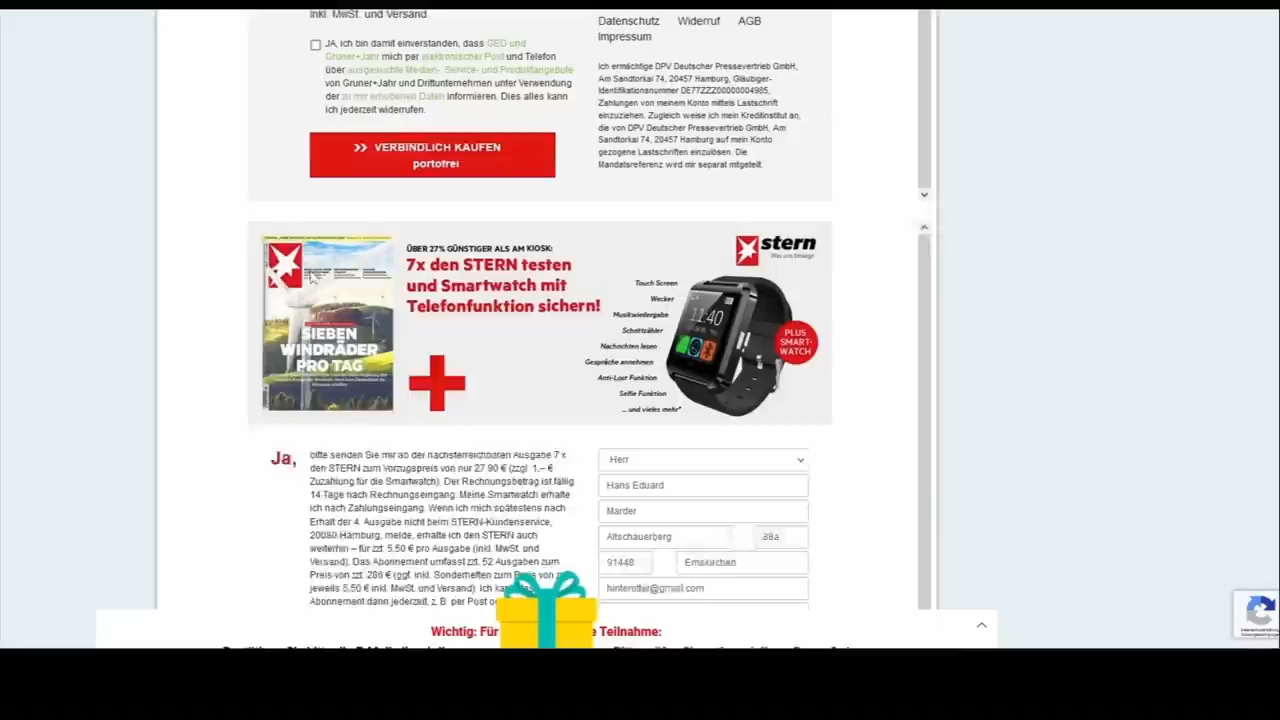 inkl. MwSt. und Versand.
JA, ich bin damit einverstanden, dass GEO und
Gruner+Jahr mich per elektronischer Post und Telefon
über ausgesuchte Medien-, Service- und Produktangebote
von Gruner+Jahr und Drittunternehmen unter Verwendung
der zu mir erhobenen Daten informieren. Dies alles kann
ich jederzeit widerrufen.
VERBINDLICH KAUFEN
portofrei
Datenschutz Widerruf AGB
Impressum
Ich ermächtige DPV Deutscher Pressevertrieb GmbH,
Am Sandtorkai 74, 20457 Hamburg, Gläubiger-
Identifikationsnummer DE77ZZZ00000004985,
Zahlungen von meinem Konto mittels Lastschrift
einzuziehen. Zugleich weise ich mein Kreditinstitut an,
die von DPV Deutscher Pressevertrieb GmbH, Am
Sandtorkai 74, 20457 Hamburg auf mein Konto
gezogene Lastschriften einzulösen. Die
Mandatsreferenz wird mir separat mitgeteilt.
SIEBEN
WINDRÄDER
PRO TAG
ÜBER 27% GÜNSTIGER ALS AM KIOSK:
7x den STERN testen
und Smartwatch mit
Telefonfunktion sichern!
stern
Was uns bewegt
Touch Screen
Wecker
Musikwiedergabe
Schrittzähler
Nachrichten lesen
Gespräche annehmen
Anti-Lost Funktion
Selfie Funktion
... und vieles mehr*
11:40
PLUS
SMART-
WATCH
Ja,
bitte senden Sie mir ab der nächsterreichbaren Ausgabe 7 x
den STERN zum Vorzugspreis von nur 27.90 € (zzgl. 1.– €
Zuzahlung für die Smartwatch). Der Rechnungsbetrag ist fällig
14 Tage nach Rechnungseingang. Meine Smartwatch erhalte
ich nach Zahlungseingang. Wenn ich mich spätestens nach
Erhalt der 4. Ausgabe nicht beim STERN-Kundenservice,
20080 Hamburg, melde, erhalte ich den STERN auch
weiterhin – für zzt. 5,50 € pro Ausgabe (inkl. MwSt. und
Versand). Das Abonnement umfasst zzt. 52 Ausgaben zum
Preis von zzt. 286 € (ggf. inkl. Sonderheften zum Preis von
jeweils 5,50 € inkl. MwSt. und Versand). Ich
Abonnement dann jederzeit, z. B. per Post
Herr
Hans Eduard
Marder
Altschauerberg
88a
91448
Emskirchen
hinterotter@gmail.com
Wichtig: Für e Teilnahme: